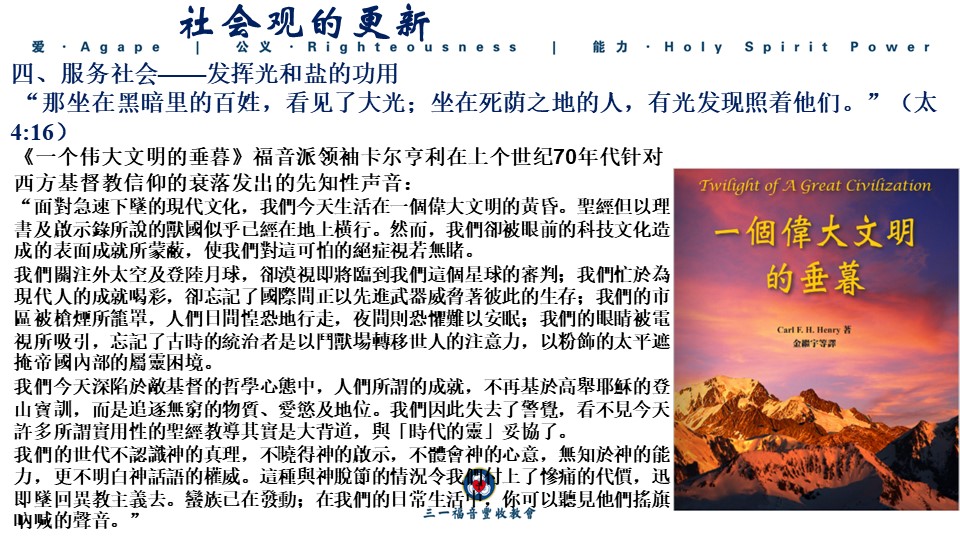 社会观的更新
爱·Agape | 公义·Righteousness | 能力·Holy Spirit Power
四、服务社会——发挥光和盐的功用
“那坐在黑暗里的百姓，看见了大光；坐在死荫之地的人，有光发现照着他们。”（太
4:16）
《一个伟大文明的垂暮》福音派领袖卡尔亨利在上个世纪70年代针对
西方基督教信仰的衰落发出的先知性声音：
“面對急速下墜的現代文化，我們今天生活在一個偉大文明的黃昏。聖經但以理
書及啟示錄所說的獸國似乎已經在地上橫行。然而，我們卻被眼前的科技文化造
成的表面成就所蒙蔽，使我們對這可怕的絕症視若無睹。
我們關注外太空及登陸月球，卻漠視即將臨到我們這個星球的審判；我們忙於為
現代人的成就喝彩，卻忘記了國際間正以先進武器威脅著彼此的生存；我們的市
區被槍煙所籠罩，人們日間惶恐地行走，夜間則恐懼難以安眠；我們的眼睛被電
視所吸引，忘記了古時的統治者是以鬥獸場轉移世人的注意力，以粉飾的太平遮
掩帝國內部的屬靈困境。
我們今天深陷於敵基督的哲學心態中，人們所謂的成就，不再基於高舉耶穌的登
山寶訓，而是追逐無窮的物質、愛慾及地位。我們因此失去了警覺，看不見今天
許多所謂實用性的聖經教導其實是大背道，與「時代的靈」妥協了。
我們的世代不認識神的真理，不曉得神的啟示，不體會神的心意，無知於神的能
力，更不明白神話語的權威。這種與神脫節的情況令我們付上了慘痛的代價，迅
即墜回異教主義去。蠻族已在發動；在我們的日常生活中，你可以聽見他們搖旗
吶喊的聲音。”
三一福音豐收教會
Twilight of A Great Civilization
一個偉大文明
的垂暮
Carl F. H. Henry 著
金繼宇等譯